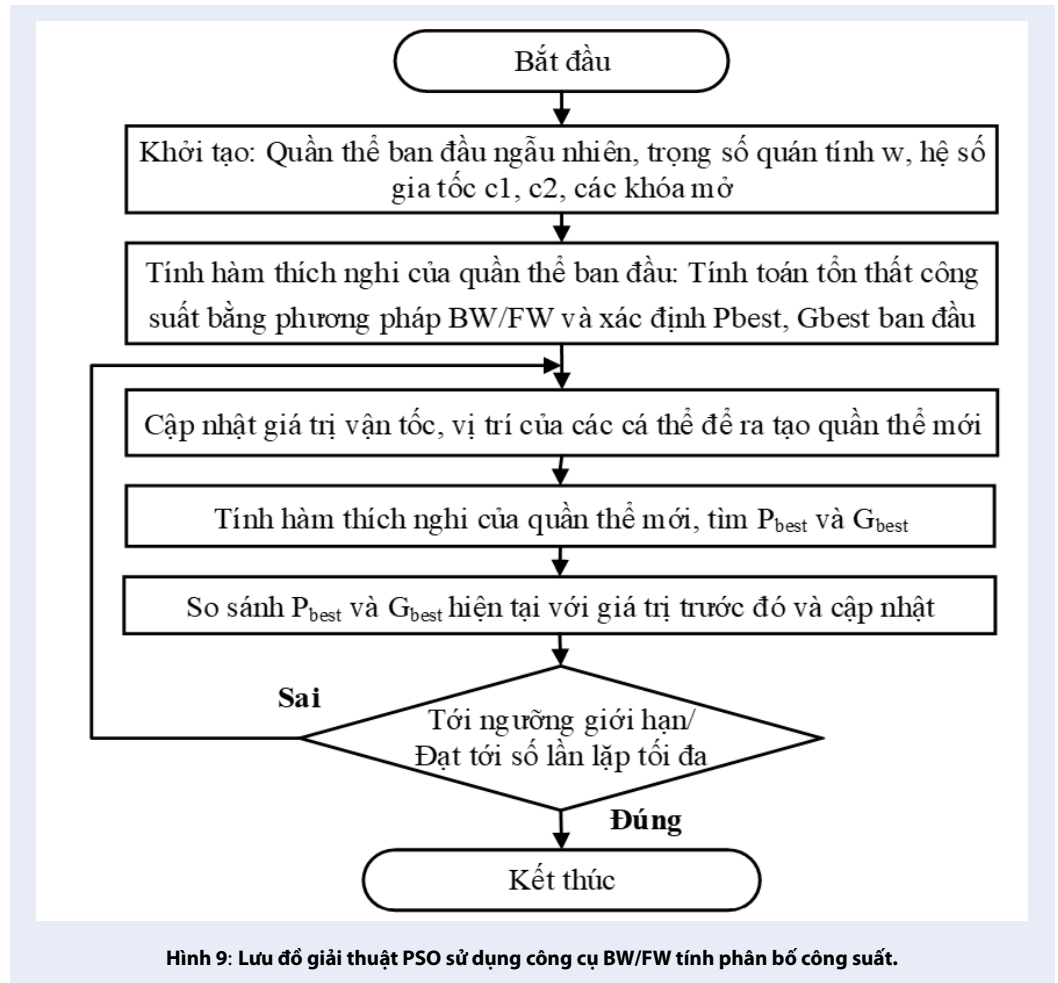 Bắt đầu
Khởi tạo: Quần thể ban đầu ngẫu nhiên, trọng số quán tính w, hệ số
gia tốc c1, c2, các khóa mở
Tính hàm thích nghi của quần thể ban đầu: Tính toán tổn thất công
suất bằng phương pháp BW/FW và xác định Pbest, Gbest ban đầu
Cập nhật giá trị vận tốc, vị trí của các cá thể để ra tạo quần thể mới
Tính hàm thích nghi của quần thể mới, tìm Pbest và Gbest
So sánh Pbest và Gbest hiện tại với giá trị trước đó và cập nhật
Sai
Tới ngưỡng giới hạn/
Đạt tới số lần lặp tối đa
Đúng
Kết thúc
Hình 9: Lưu đồ giải thuật PSO sử dụng công cụ BW/FW tính phân bố công suất.